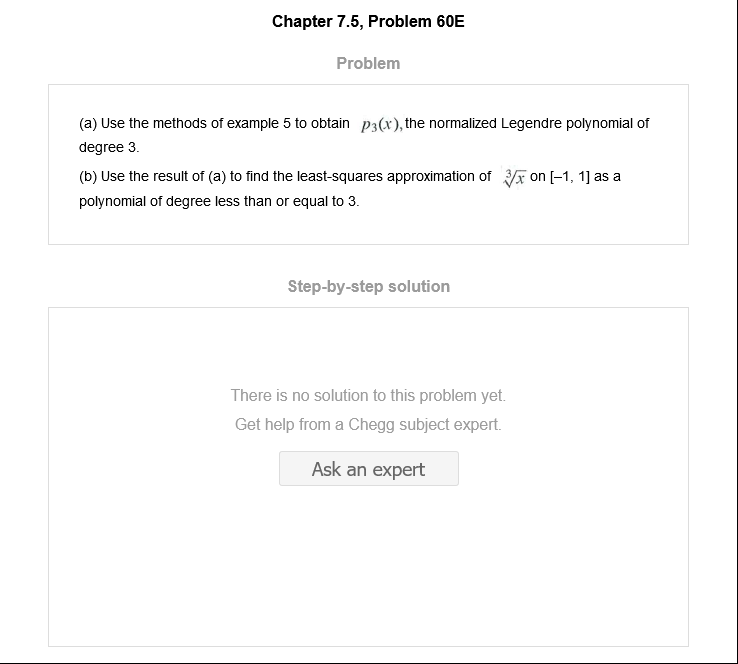 Chapter 7.5, Problem 60E
Problem
(a) Use the methods of example 5 to obtain p₃(x), the normalized Legendre polynomial of
degree 3.
(b) Use the result of (a) to find the least-squares approximation of ∛x on [–1, 1] as a
polynomial of degree less than or equal to 3.
Step-by-step solution
There is no solution to this problem yet.
Get help from a Chegg subject expert.
Ask an expert